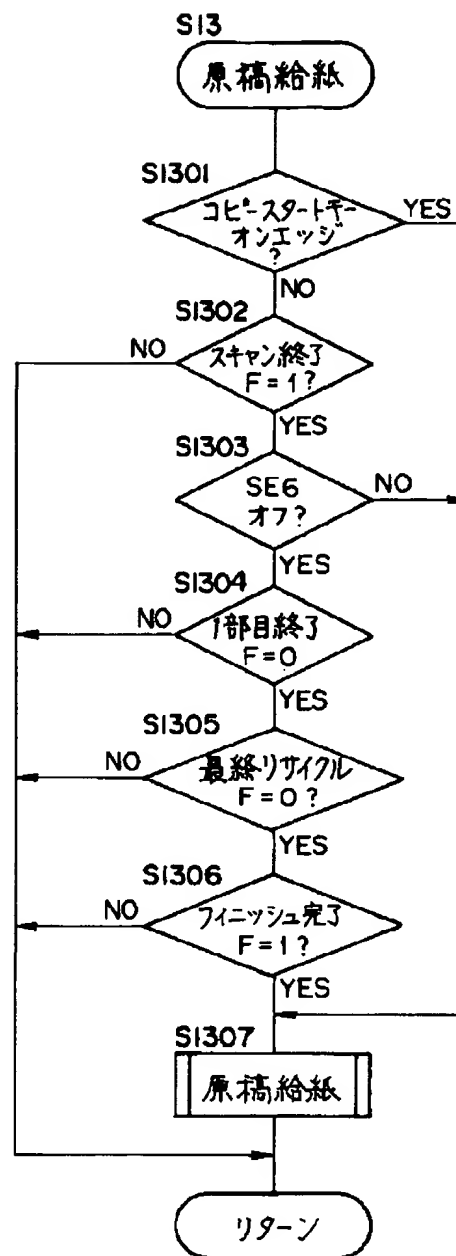 S13
原稿給紙
S1301
コピースタートキー
オンエッジ
?
YES
NO
S1302
NO
スキャン終了
F=1?
YES
S1303
SE6
オフ?
NO
YES
S1304
NO
1部目終了
F=0
YES
S1305
NO
最終リサイクル
F=0?
YES
S1306
NO
フィニッシュ完了
F=1?
YES
S1307
原稿給紙
リターン